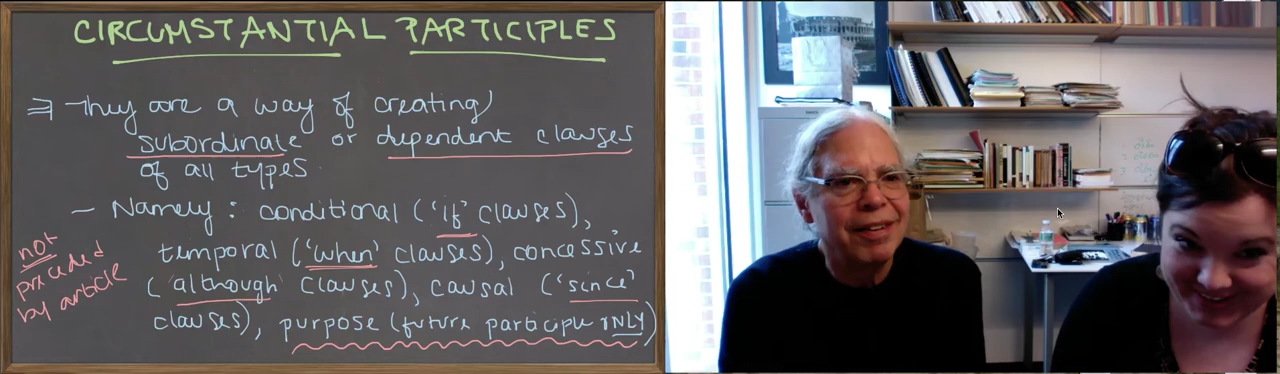 CIRCUMSTANTIAL PARTICIPLES
⇒ They are a way of creating
subordinate or dependent clauses
of all types.
- Namely: conditional ('if' clauses),
temporal ('when' clauses), concessive
('although' clauses), causal ('since'
clauses), purpose (future participle ONLY)
not
preceded
by article